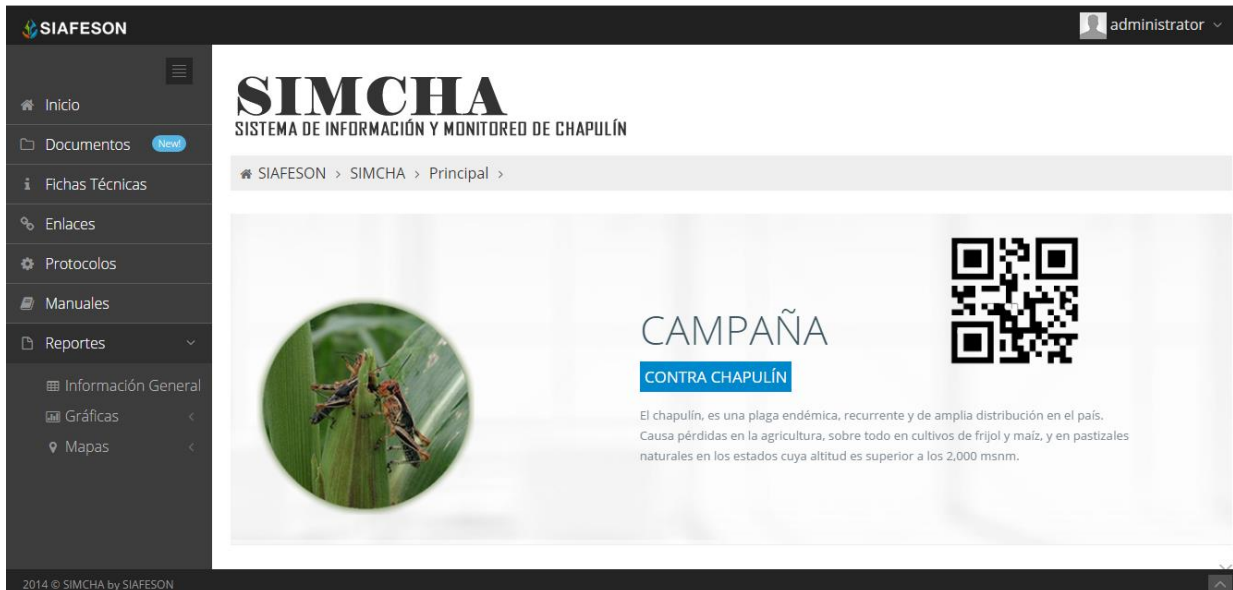 SIAFESON
administrator
Inicio
Documentos New!
Fichas Técnicas
Enlaces
Protocolos
Manuales
Reportes
Información General
Gráficas
Mapas
SIMCHA
SISTEMA DE INFORMACIÓN Y MONITOREO DE CHAPULÍN
SIAFESON > SIMCHA > Principal >
CAMPAÑA
CONTRA CHAPULÍN
El chapulín, es una plaga endémica, recurrente y de amplia distribución en el país.
Causa pérdidas en la agricultura, sobre todo en cultivos de frijol y maíz, y en pastizales
naturales en los estados cuya altitud es superior a los 2,000 msnm.
2014 © SIMCHA by SIAFESON